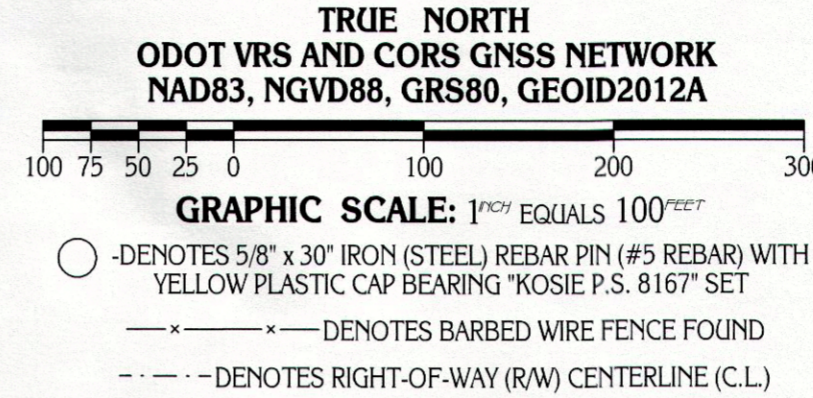 TRUE NORTH
ODOT VRS AND CORS GNSS NETWORK
NAD83, NGVD88, GRS80, GEOID2012A
100 75 50 25 0 100 200 300
GRAPHIC SCALE: 1INCH EQUALS 100FEET
-DENOTES 5/8" x 30" IRON (STEEL) REBAR PIN (#5 REBAR) WITH
YELLOW PLASTIC CAP BEARING "KOSIE P.S. 8167" SET
DENOTES BARBED WIRE FENCE FOUND
DENOTES RIGHT-OF-WAY (R/W) CENTERLINE (C.L.)